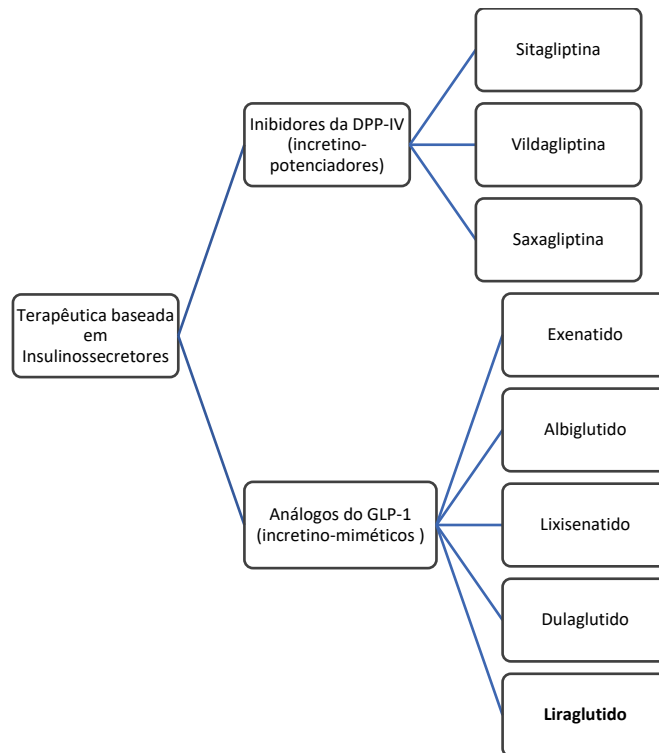 Sitagliptina
Inibidores da DPP-IV
(incretino-
potenciadores)
Vildagliptina
Saxagliptina
Terapêutica baseada
em
Insulinossecretores
Exenatido
Albiglutido
Análogos do GLP-1
(incretino-miméticos )
Lixisenatido
Dulaglutido
Liraglutido